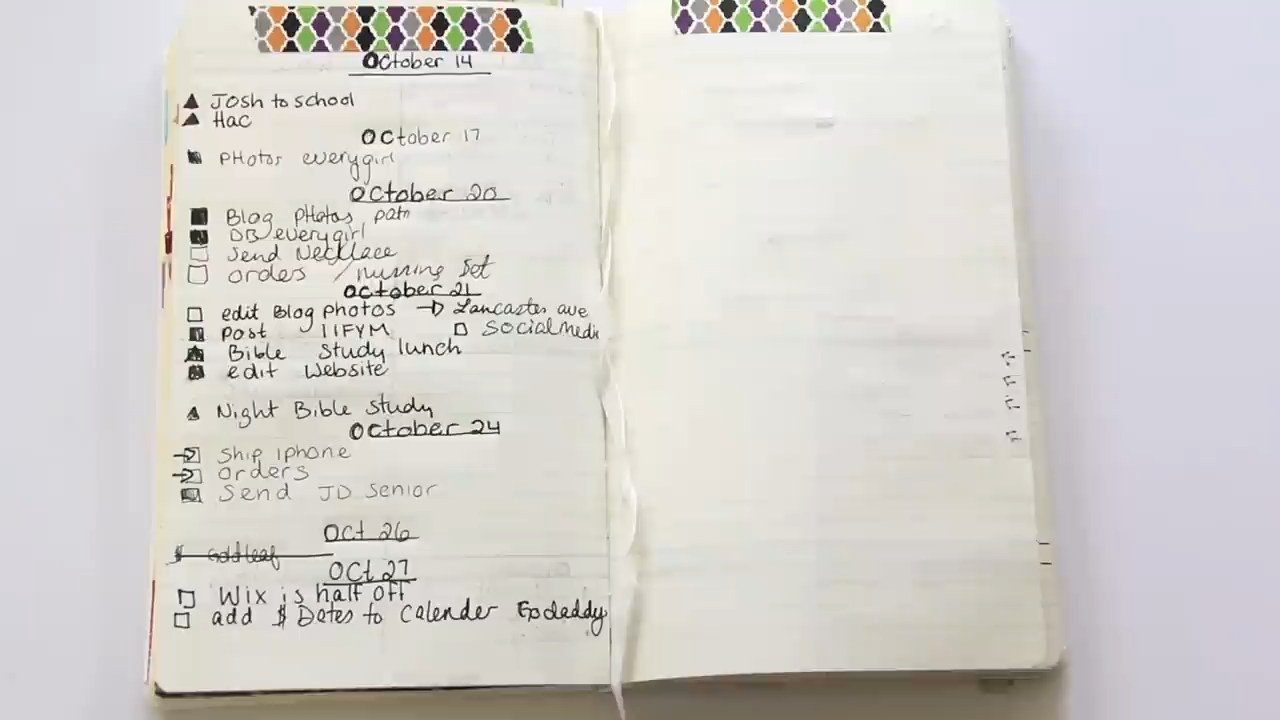 October 14
Josh to school
Hac
October 17
PHotos everygirl
October 20
Blog pHotos path
DB everygirl
Send Necklace
orders / nursing Set
October 21
edit Blog photos → Lancaster ave
Post IIFYM □ Social media
Bible Study lunch
edit Website
Night Bible Study
October 24
Ship iphone
orders
Send JD Senior
Oct 26
$ Gold leaf
Oct 27
Wix is half off
add $ Dates to Calender Godaddy